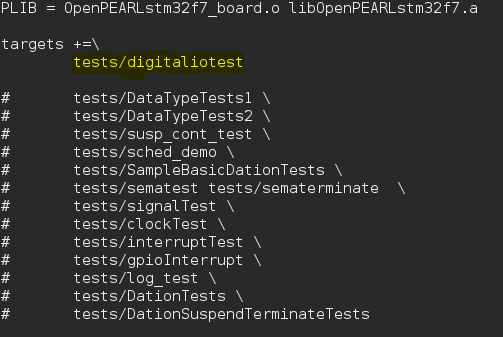 PLIB = OpenPEARLstm32f7_board.o libOpenPEARLstm32f7.a
targets +=\
tests/digitaliotest
# tests/DataTypeTests1 \
# tests/DataTypeTests2 \
# tests/susp_cont_test \
# tests/sched_demo \
# tests/SampleBasicDationTests \
# tests/sematest tests/sematerminate \
# tests/signalTest \
# tests/clockTest \
# tests/interruptTest \
# tests/gpioInterrupt \
# tests/log_test \
# tests/DationTests \
# tests/DationSuspendTerminateTests